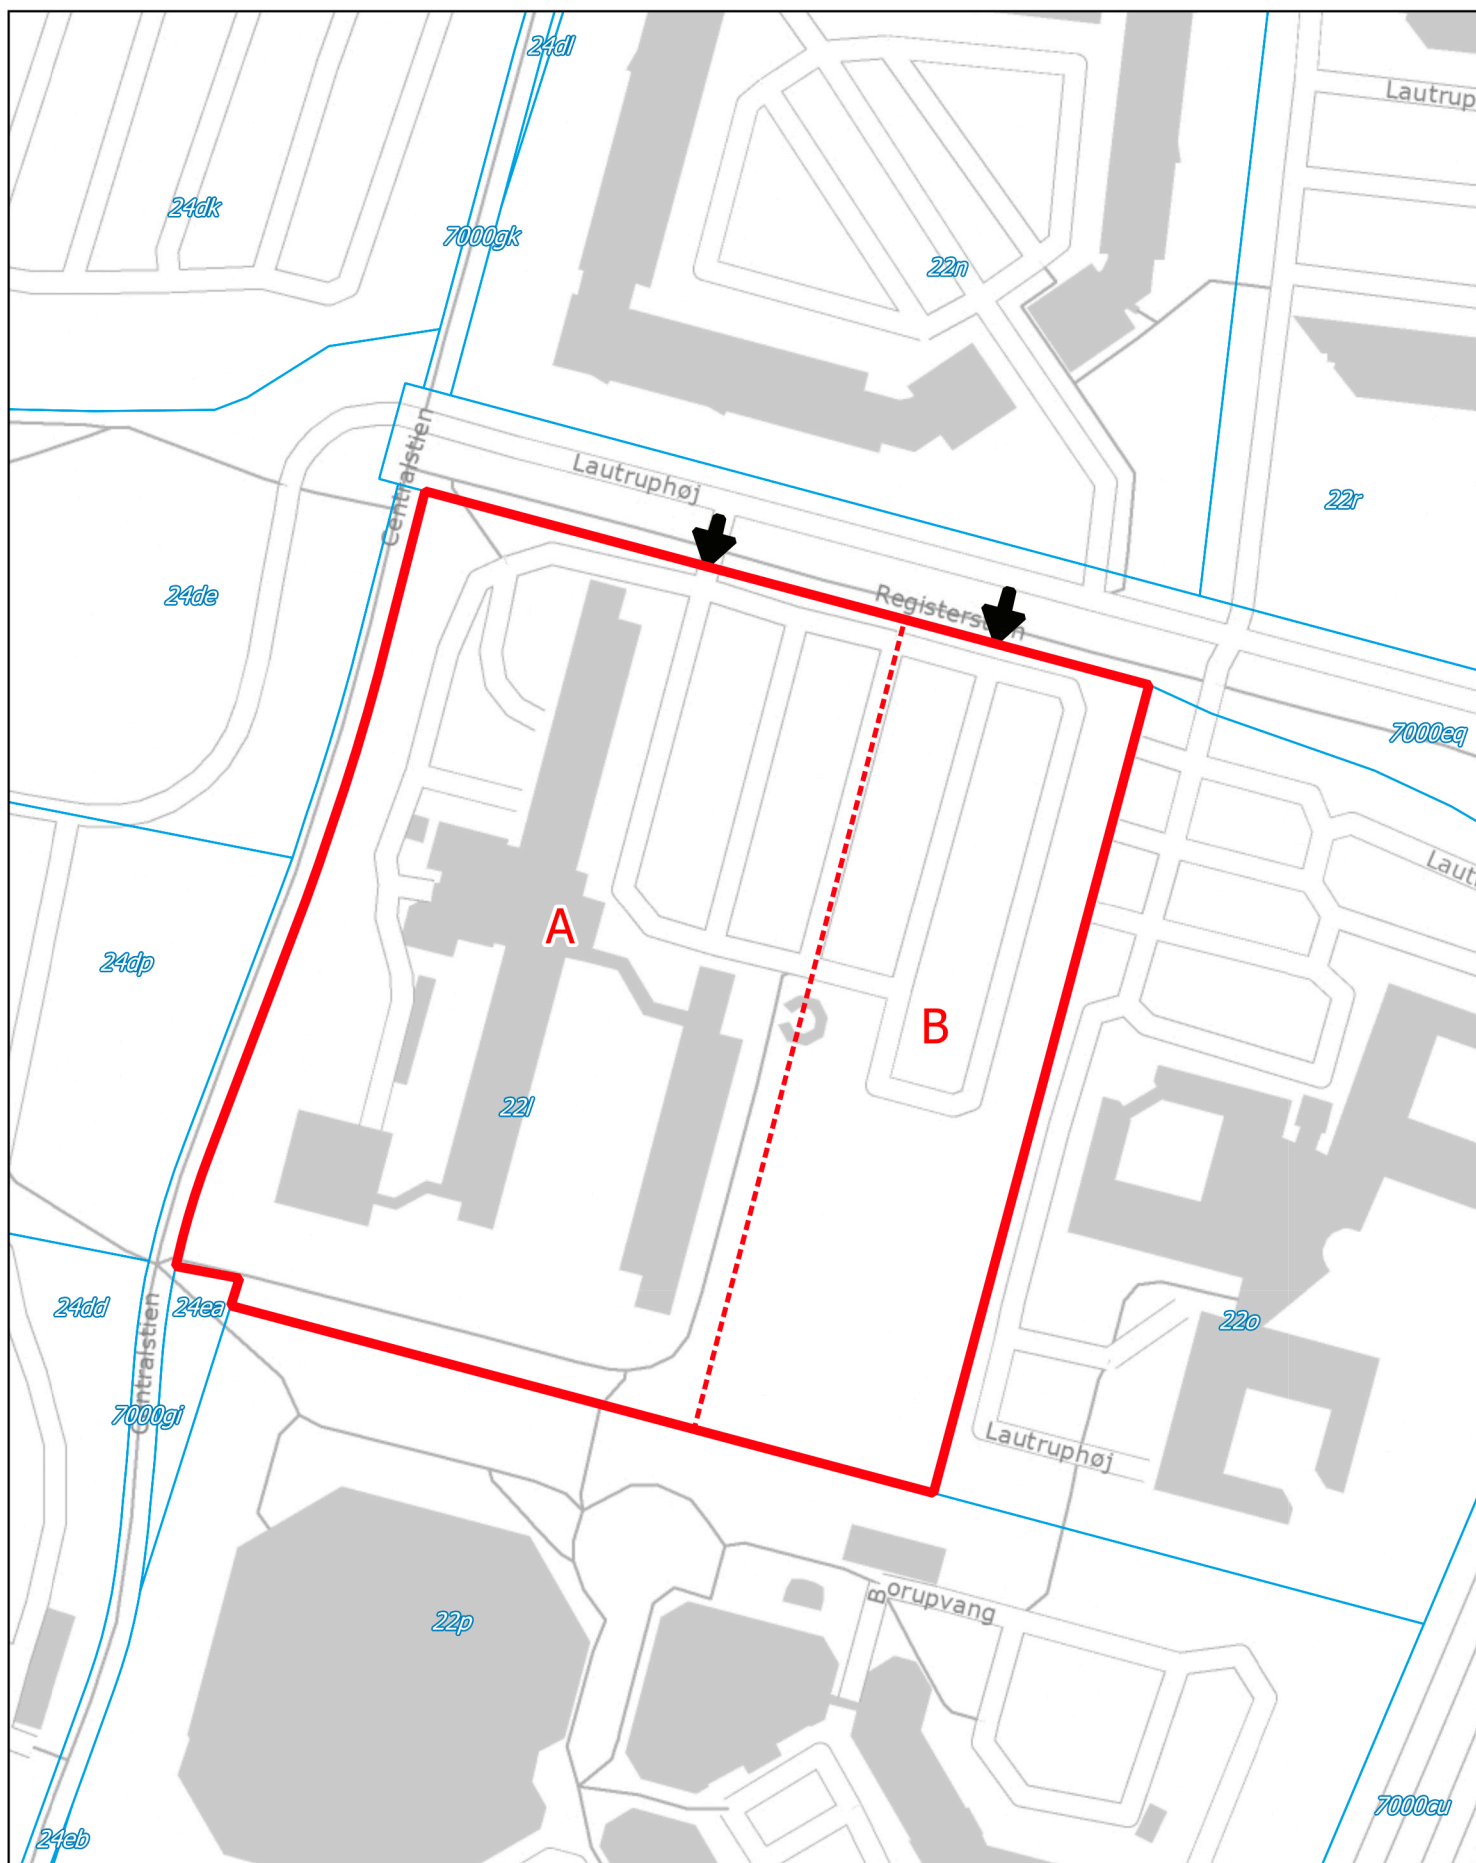 24dl
Lautrup
24dk
7000gk
22n
Centralstien
Lautruphøj
22r
24de
Registerstien
7000eq
Laut
A
24dp
B
22l
24dd
24ea
22o
Centralstien
7000gi
Lautruphøj
Borupvang
22p
7000cu
24eb